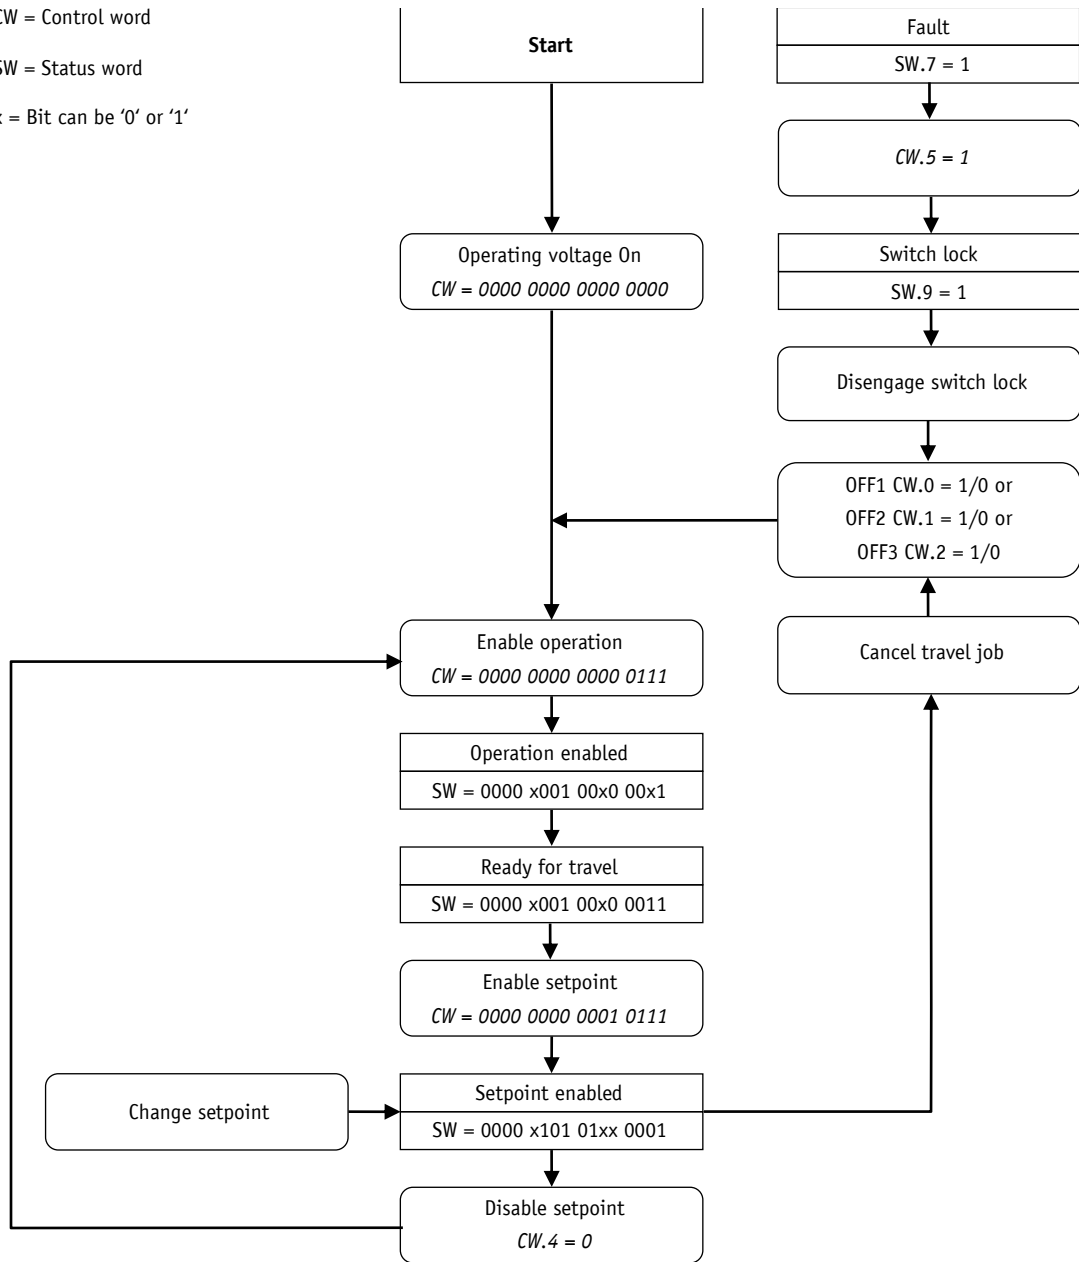 CW = Control word
SW = Status word
x = Bit can be ‘0‘ or ‘1‘
Start
Operating voltage On
CW = 0000 0000 0000 0000
Fault
SW.7 = 1
CW.5 = 1
Switch lock
SW.9 = 1
Disengage switch lock
OFF1 CW.0 = 1/0 or
OFF2 CW.1 = 1/0 or
OFF3 CW.2 = 1/0
Cancel travel job
Enable operation
CW = 0000 0000 0000 0111
Operation enabled
SW = 0000 x001 00x0 00x1
Ready for travel
SW = 0000 x001 00x0 0011
Enable setpoint
CW = 0000 0000 0001 0111
Change setpoint
Setpoint enabled
SW = 0000 x101 01xx 0001
Disable setpoint
CW.4 = 0